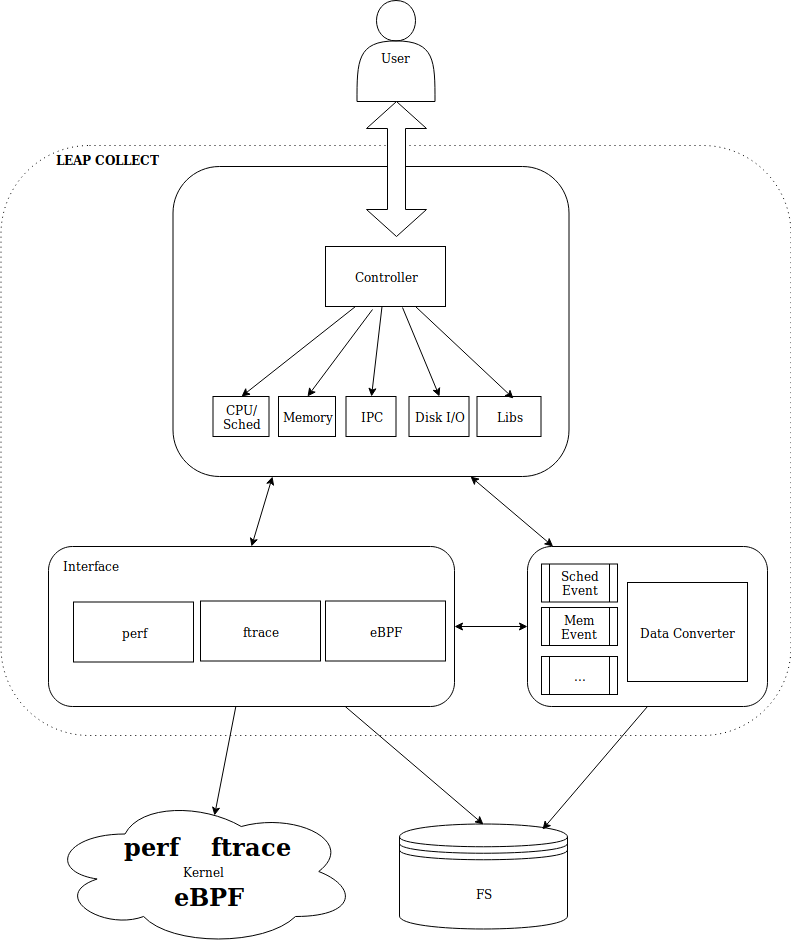 User
LEAP COLLECT
Controller
CPU/
Sched
Memory
IPC
Disk I/O
Libs
Interface
perf
ftrace
eBPF
Sched
Event
Mem
Event
...
Data Converter
perf ftrace
Kernel
eBPF
FS